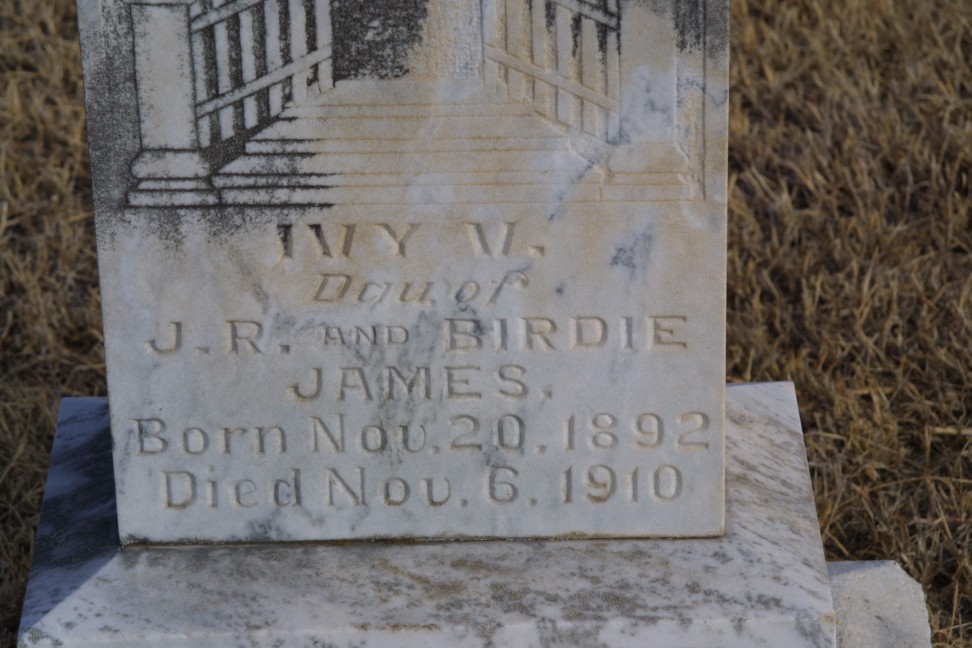 IVY M.
Dau. of
J. R. AND BIRDIE
JAMES.
Born Nov. 20. 1892
Died Nov. 6. 1910